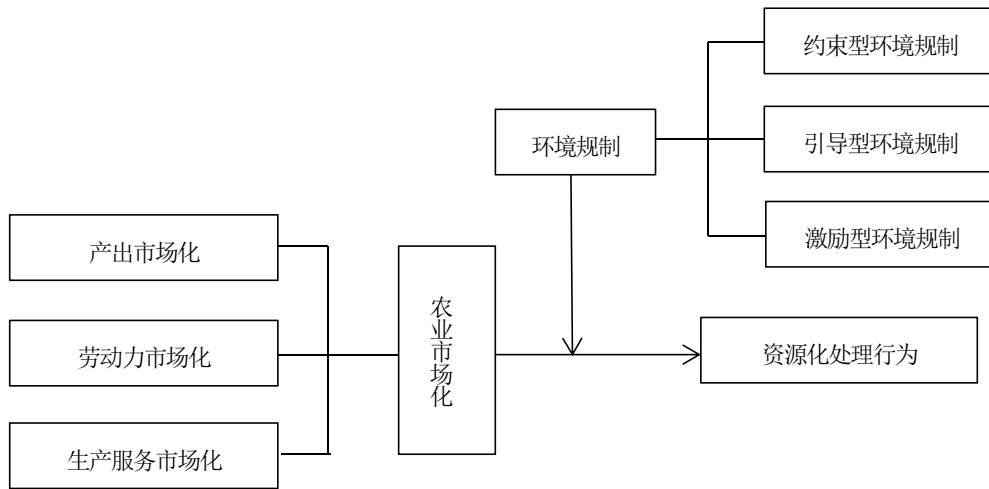 约束型环境规制
环境规制
引导型环境规制
激励型环境规制
产出市场化
劳动力市场化
生产服务市场化
农业市场化
资源化处理行为